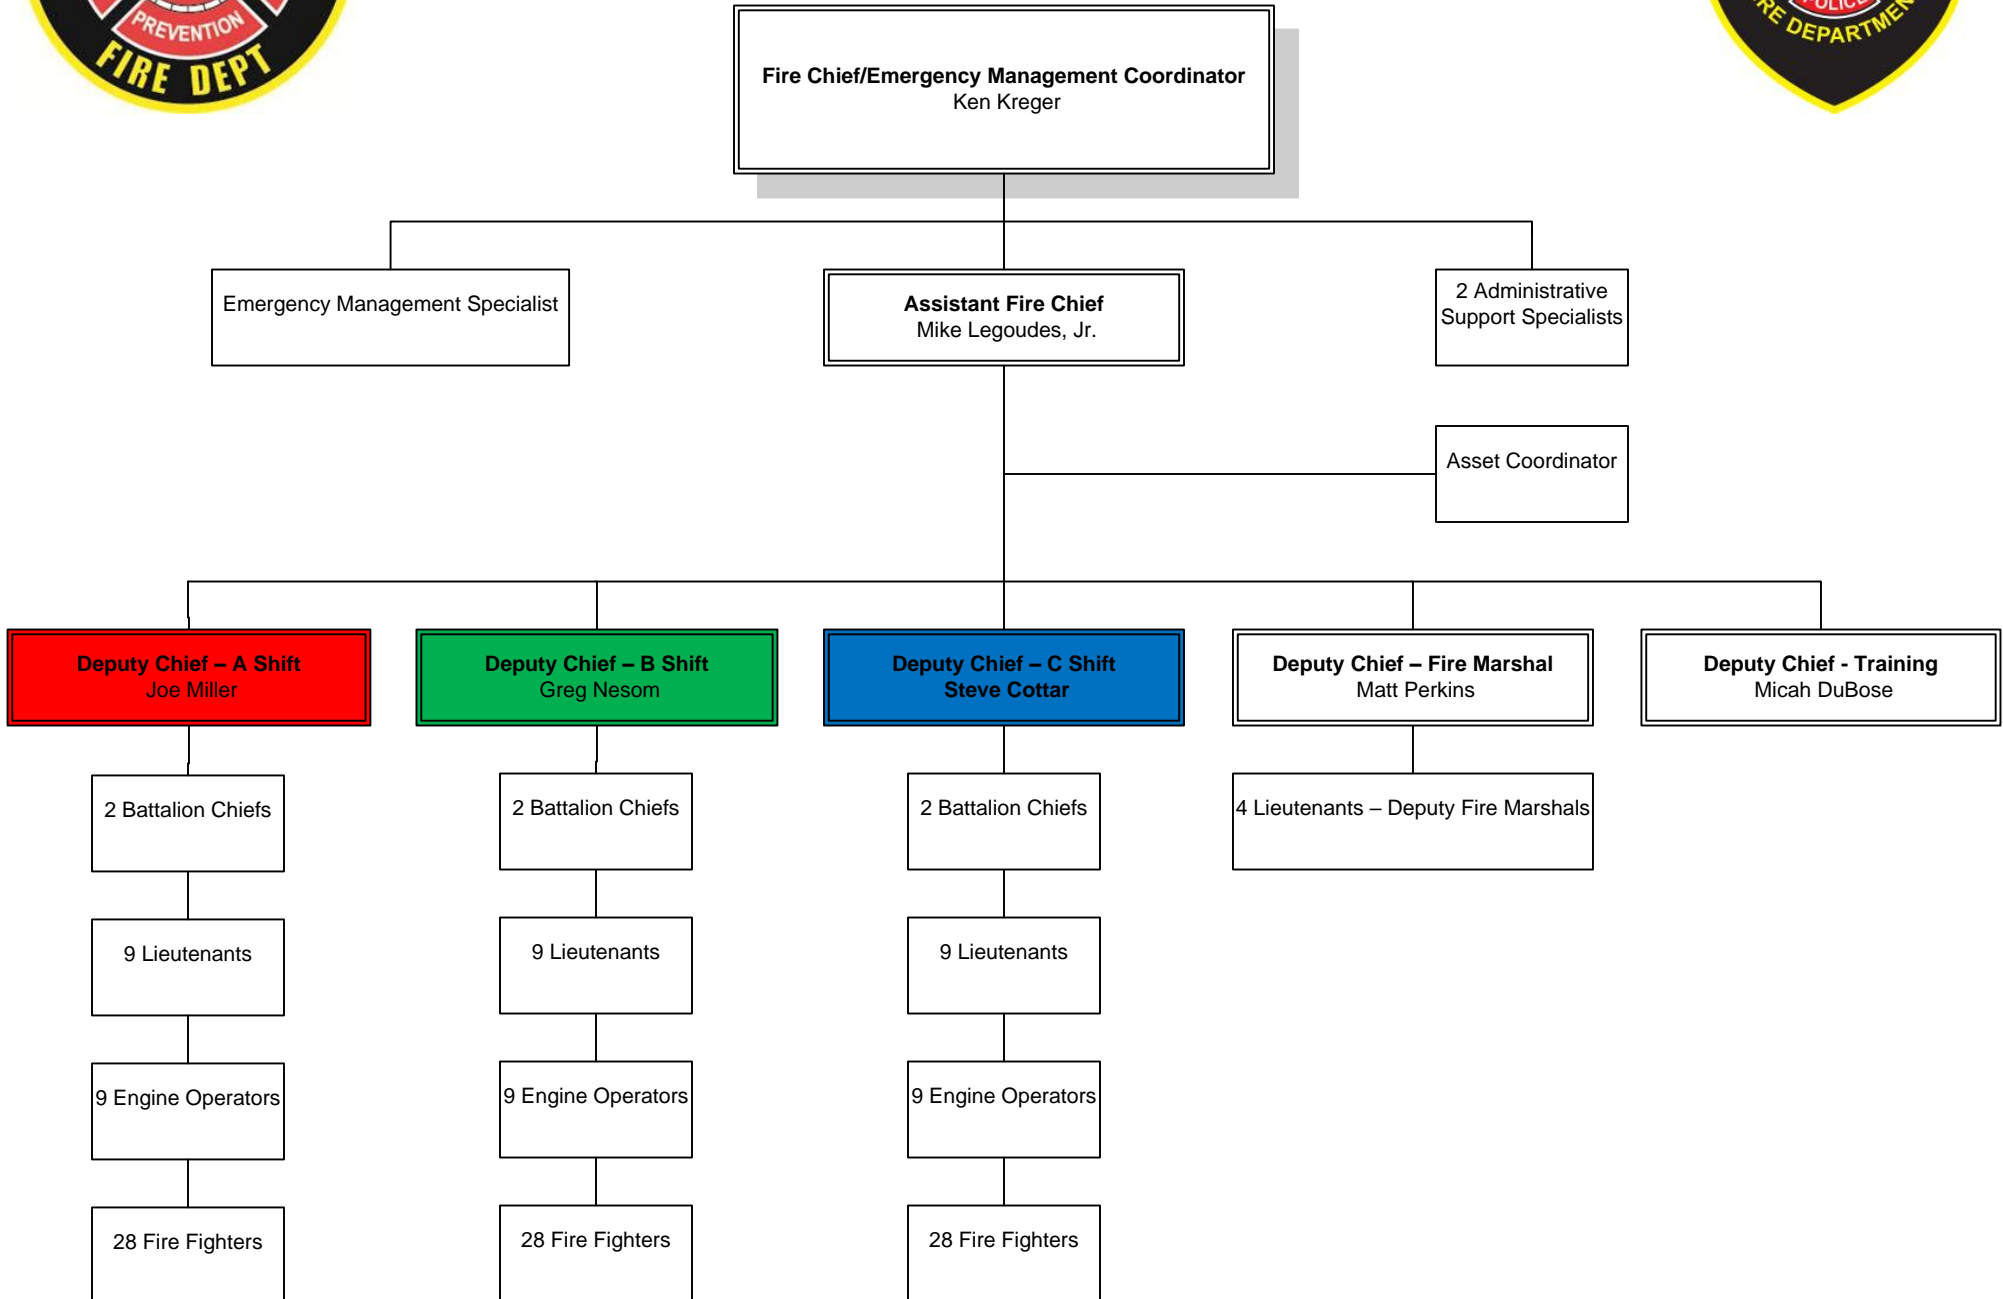 PREVENTION
FIRE DEPT
POLICE
FIRE DEPARTMENT
Fire Chief/Emergency Management Coordinator
Ken Kreger
Emergency Management Specialist
Assistant Fire Chief
Mike Legoudes, Jr.
2 Administrative
Support Specialists
Asset Coordinator
Deputy Chief – A Shift
Joe Miller
Deputy Chief – B Shift
Greg Nesom
Deputy Chief – C Shift
Steve Cottar
Deputy Chief – Fire Marshal
Matt Perkins
Deputy Chief - Training
Micah DuBose
2 Battalion Chiefs
2 Battalion Chiefs
2 Battalion Chiefs
4 Lieutenants – Deputy Fire Marshals
9 Lieutenants
9 Lieutenants
9 Lieutenants
9 Engine Operators
9 Engine Operators
9 Engine Operators
28 Fire Fighters
28 Fire Fighters
28 Fire Fighters